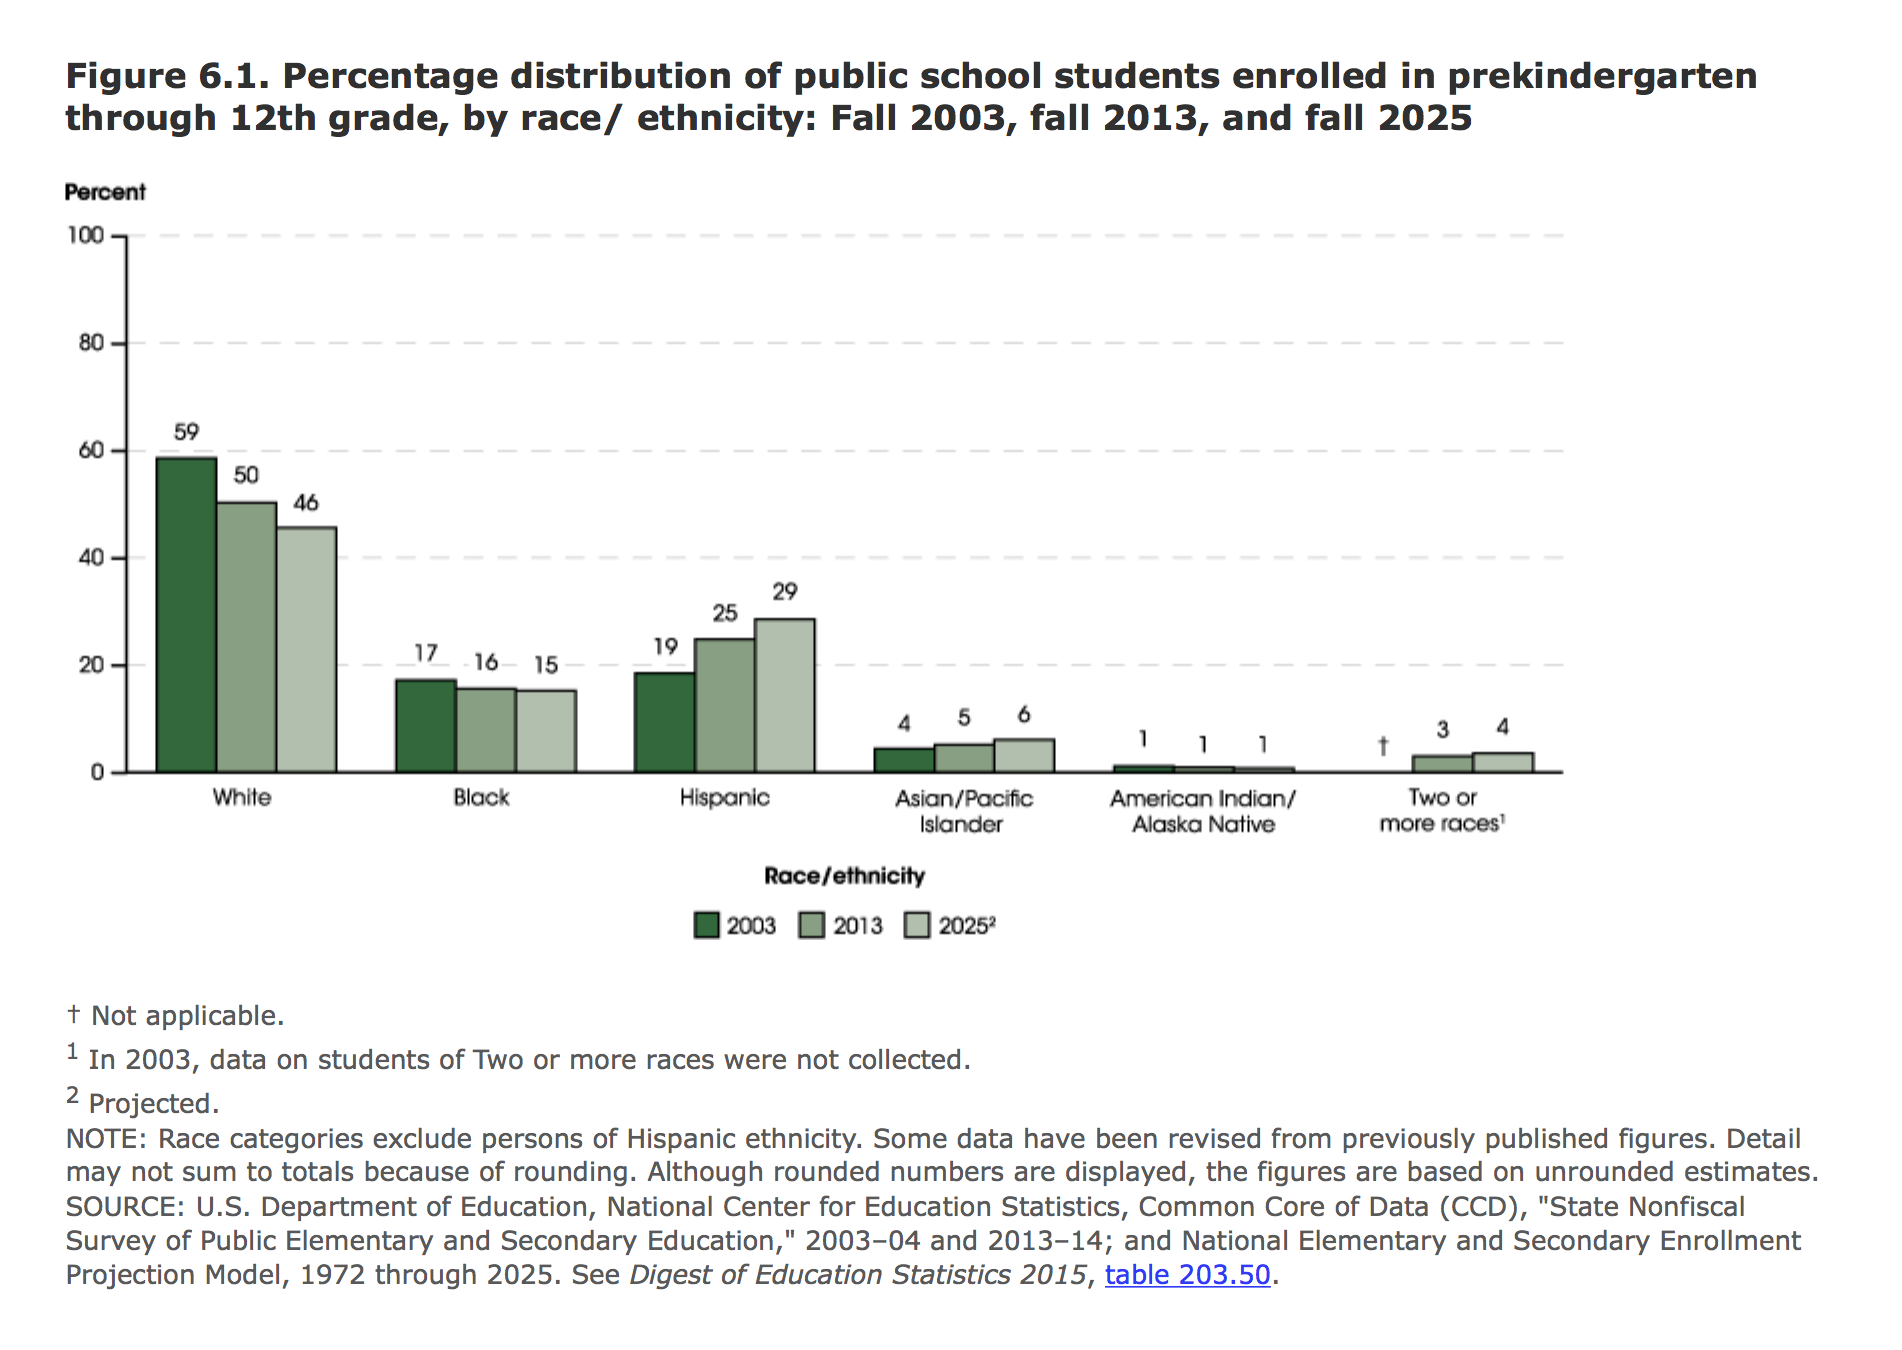 Figure 6.1. Percentage distribution of public school students enrolled in prekindergarten
through 12th grade, by race/ ethnicity: Fall 2003, fall 2013, and fall 2025
Percent
100
80
60
40
20
0
59
50
46
17
16
15
19
25
29
4
5
6
1
1
1
†
3
4
White
Black
Hispanic
Asian/Pacific
Islander
American Indian/
Alaska Native
Two or
more races¹
Race/ethnicity
2003 2013 2025²
† Not applicable.
¹ In 2003, data on students of Two or more races were not collected.
² Projected.
NOTE: Race categories exclude persons of Hispanic ethnicity. Some data have been revised from previously published figures. Detail
may not sum to totals because of rounding. Although rounded numbers are displayed, the figures are based on unrounded estimates.
SOURCE: U.S. Department of Education, National Center for Education Statistics, Common Core of Data (CCD), "State Nonfiscal
Survey of Public Elementary and Secondary Education," 2003–04 and 2013–14; and National Elementary and Secondary Enrollment
Projection Model, 1972 through 2025. See Digest of Education Statistics 2015, table 203.50.